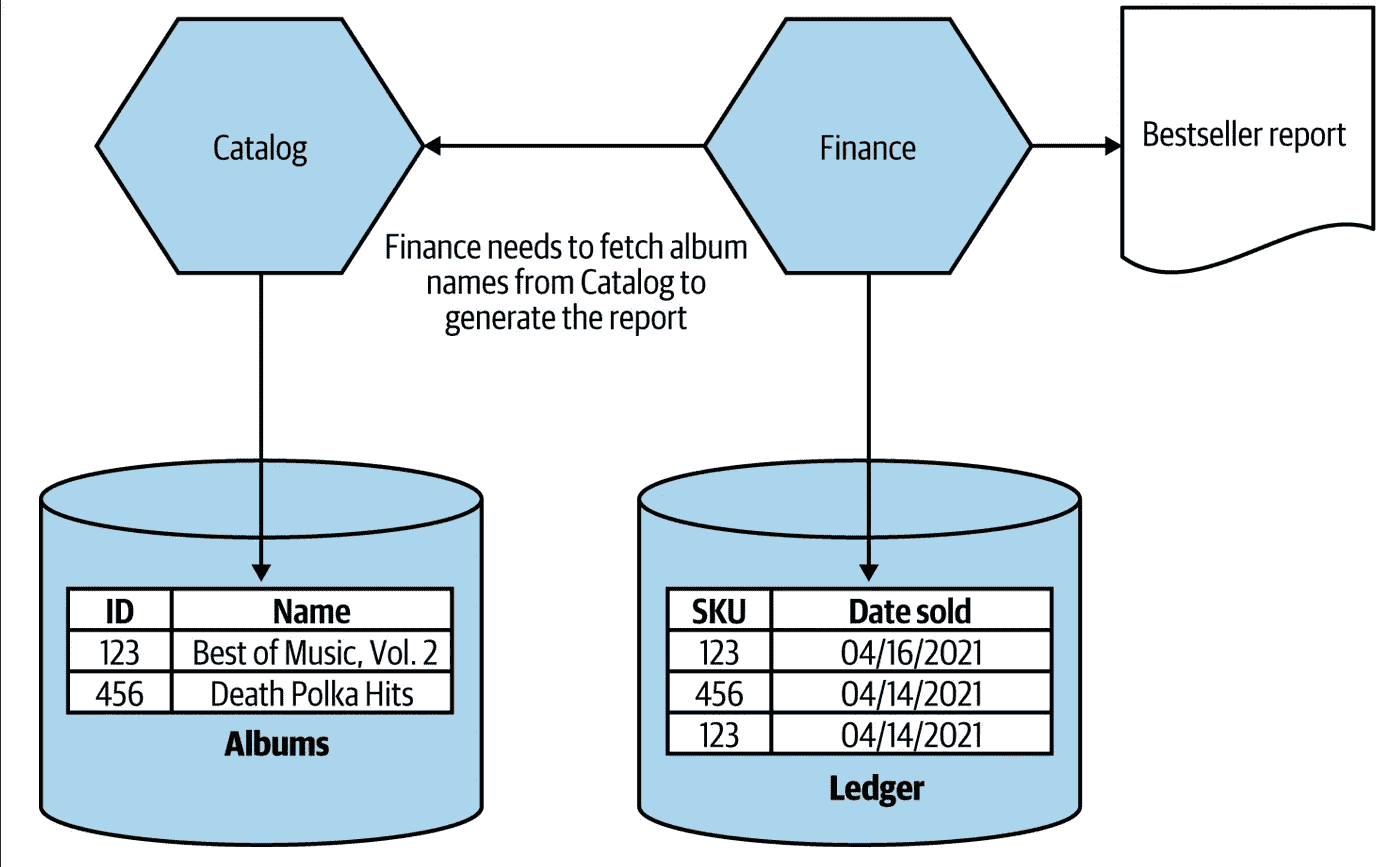 Catalog
Finance
Bestseller report
Finance needs to fetch album
names from Catalog to
generate the report
ID Name
123 Best of Music, Vol. 2
456 Death Polka Hits
Albums
SKU Date sold
123 04/16/2021
456 04/14/2021
123 04/14/2021
Ledger